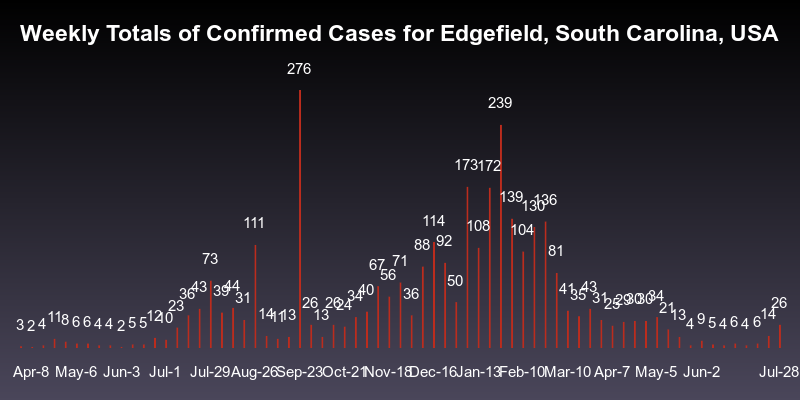 Weekly Totals of Confirmed Cases for Edgefield, South Carolina, USA
3 2 4 11 8 6 6 4 4 2 5 5 12 10 23 36 43 73 39 44 31 111 14 11 13 276 26 13 26 24 34 40 67 56 71 36 88 114 92 50 173 108 172 239 139 104 130 136 81 41 35 43 31 25 29 30 30 34 21 13 4 9 5 4 6 4 6 14 26
Apr-8 May-6 Jun-3 Jul-1 Jul-29 Aug-26 Sep-23 Oct-21 Nov-18 Dec-16 Jan-13 Feb-10 Mar-10 Apr-7 May-5 Jun-2 Jul-28